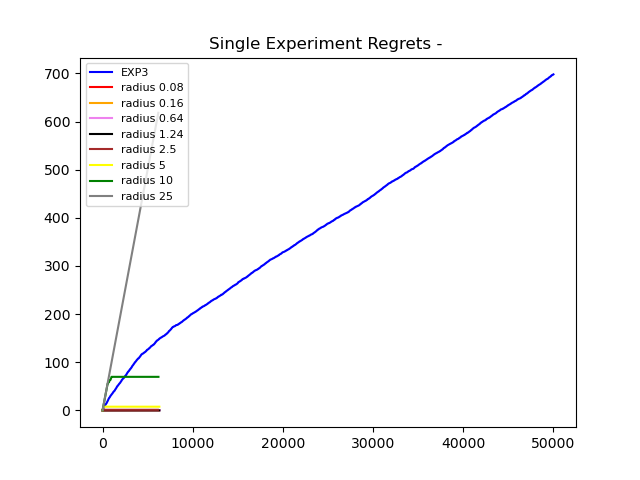 Single Experiment Regrets -
700
600
500
400
300
200
100
0
EXP3
radius 0.08
radius 0.16
radius 0.64
radius 1.24
radius 2.5
radius 5
radius 10
radius 25
0 10000 20000 30000 40000 50000